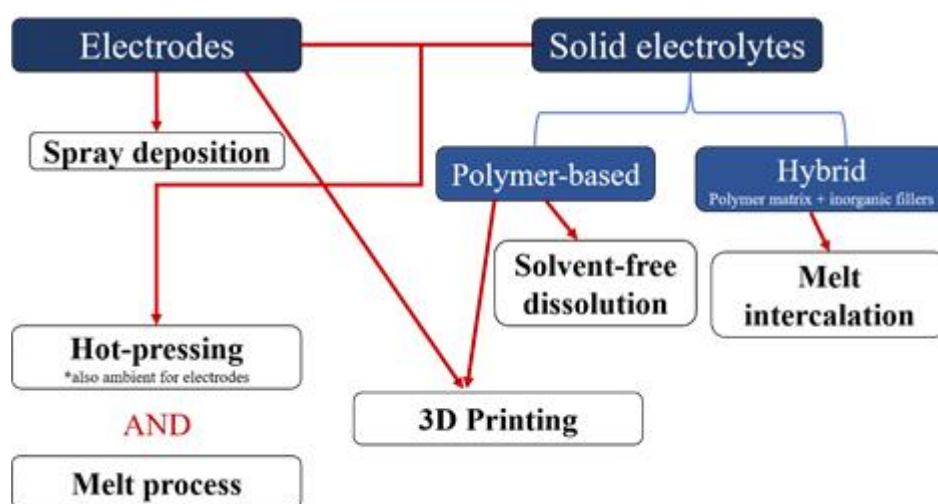 Electrodes
Solid electrolytes
Spray deposition
Polymer-based
Hybrid
Polymer matrix + inorganic fillers
Solvent-free
dissolution
Melt
intercalation
Hot-pressing
*also ambient for electrodes
3D Printing
AND
Melt process